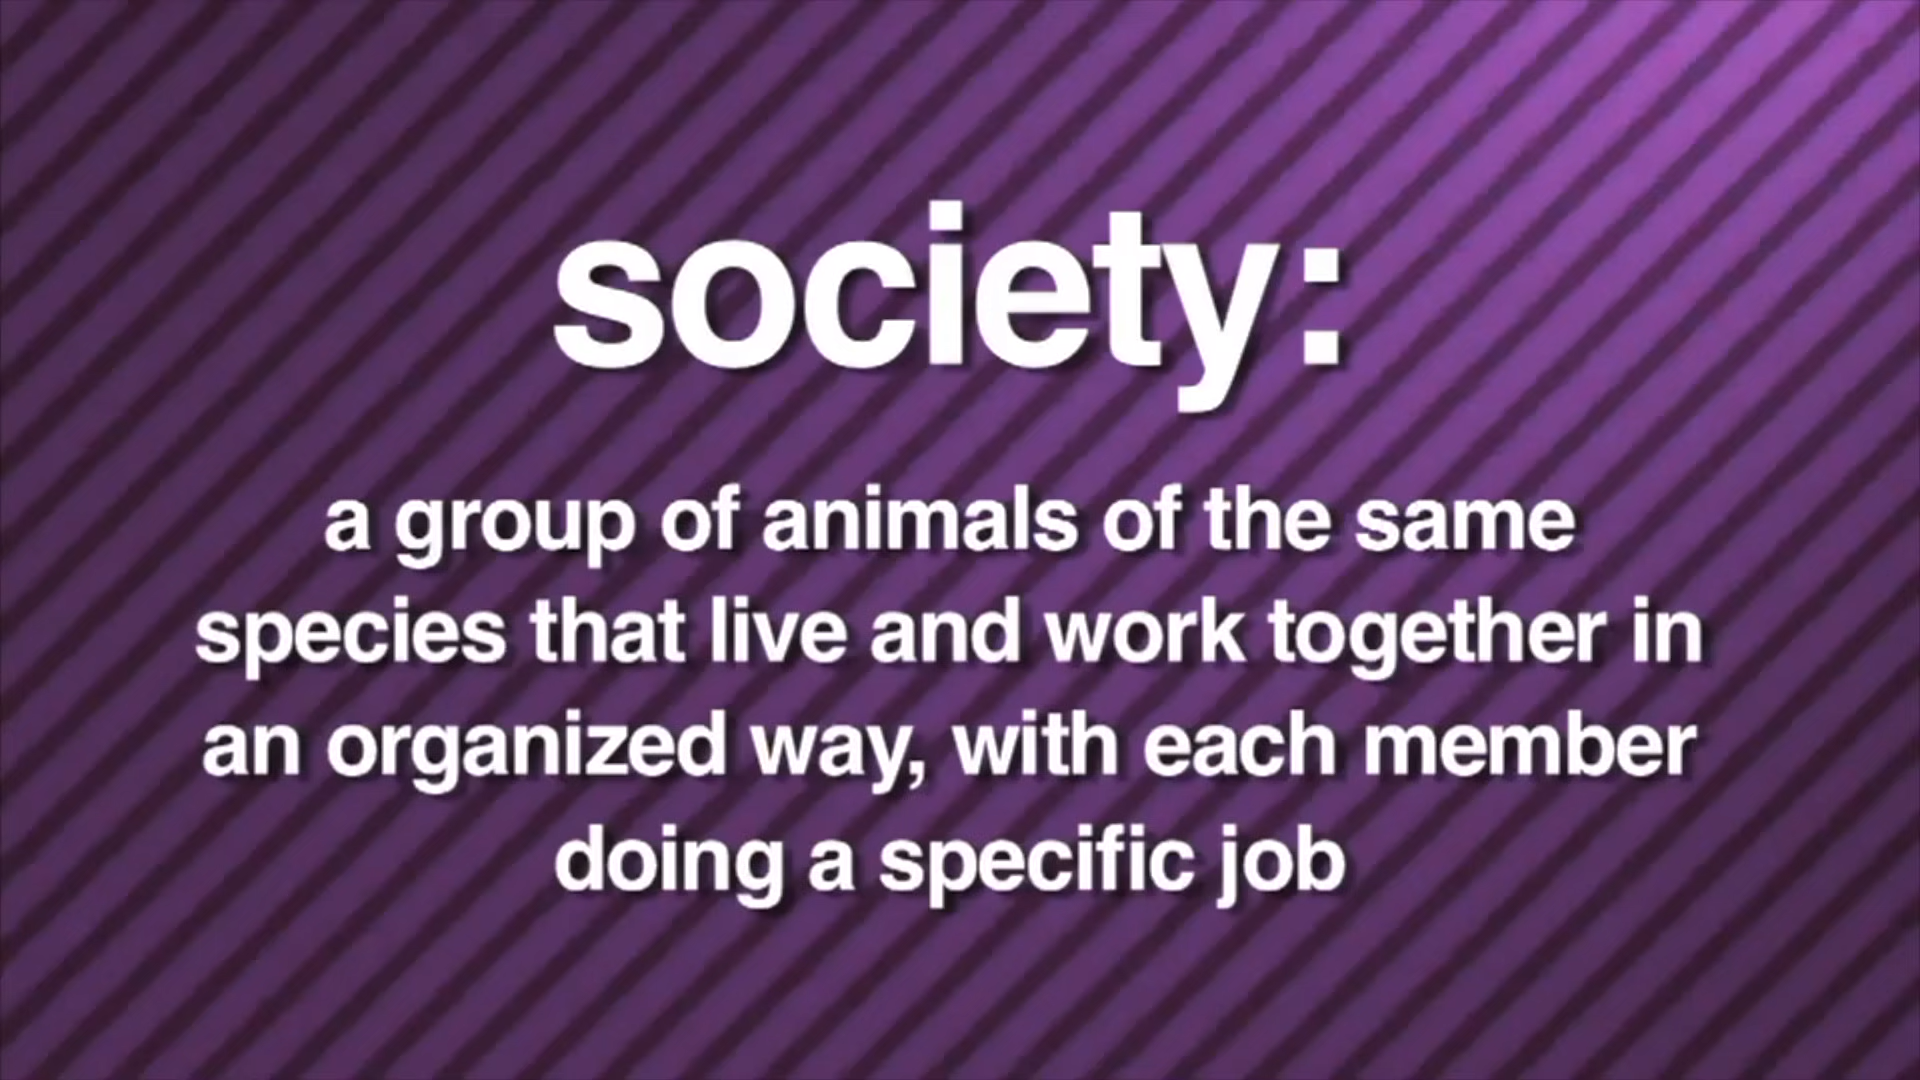 society:
a group of animals of the same
species that live and work together in
an organized way, with each member
doing a specific job